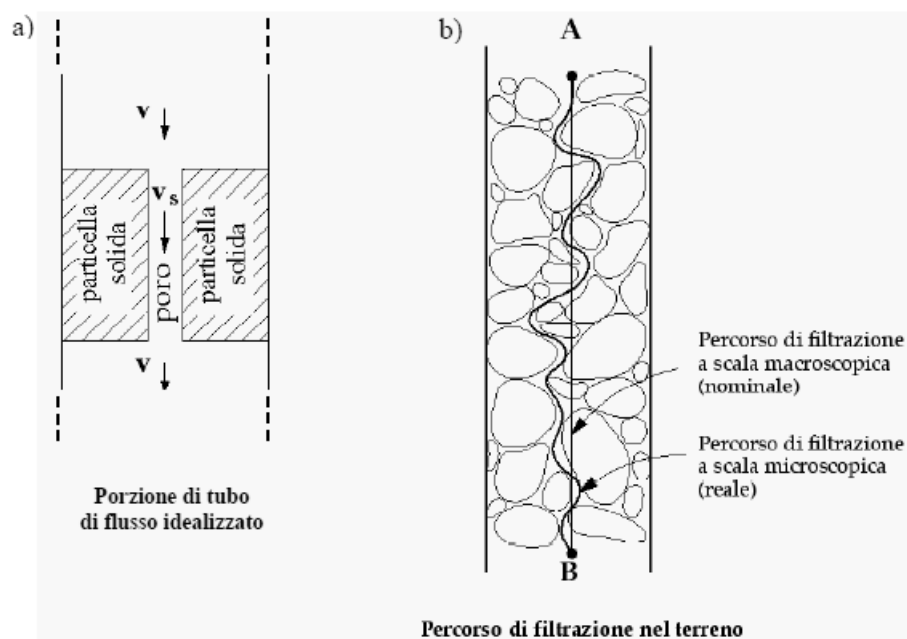 a)
v
v s
particella
solida
poro
particella
solida
v
Porzione di tubo
di flusso idealizzato
b)
A
Percorso di filtrazione
a scala macroscopica
(nominale)
Percorso di filtrazione
a scala microscopica
(reale)
B
Percorso di filtrazione nel terreno